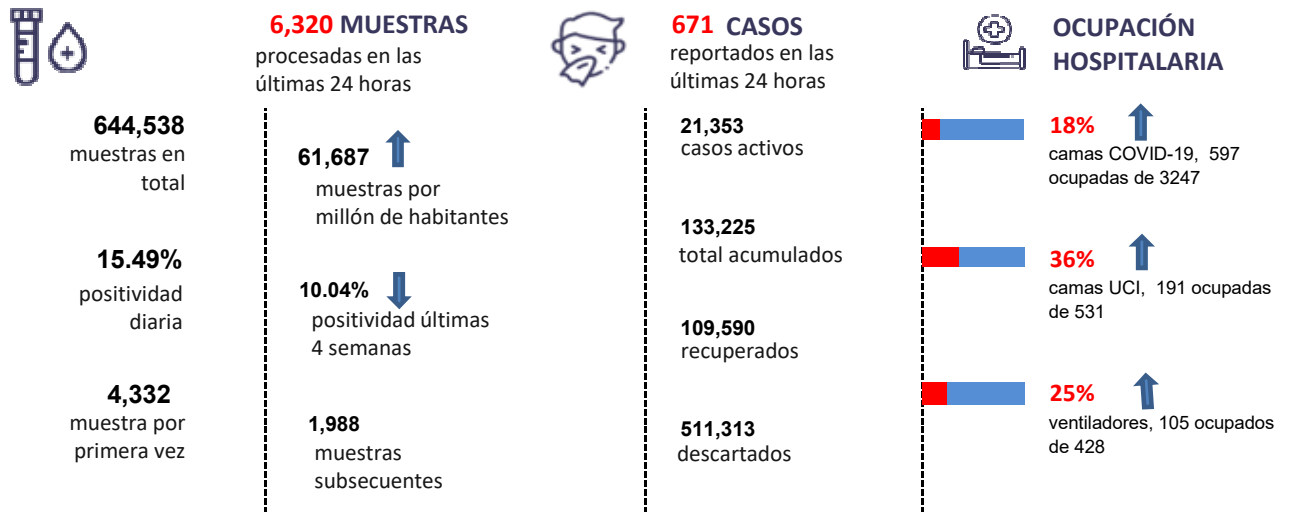 6,320 MUESTRAS
procesadas en las
últimas 24 horas
671 CASOS
reportados en las
últimas 24 horas
OCUPACIÓN
HOSPITALARIA
644,538
muestras en
total
15.49%
positividad
diaria
4,332
muestra por
primera vez
61,687
muestras por
millón de habitantes
10.04%
positividad últimas
4 semanas
1,988
muestras
subsecuentes
21,353
casos activos
133,225
total acumulados
109,590
recuperados
511,313
descartados
18%
camas COVID-19, 597
ocupadas de 3247
36%
camas UCI, 191 ocupadas
de 531
25%
ventiladores, 105 ocupados
de 428